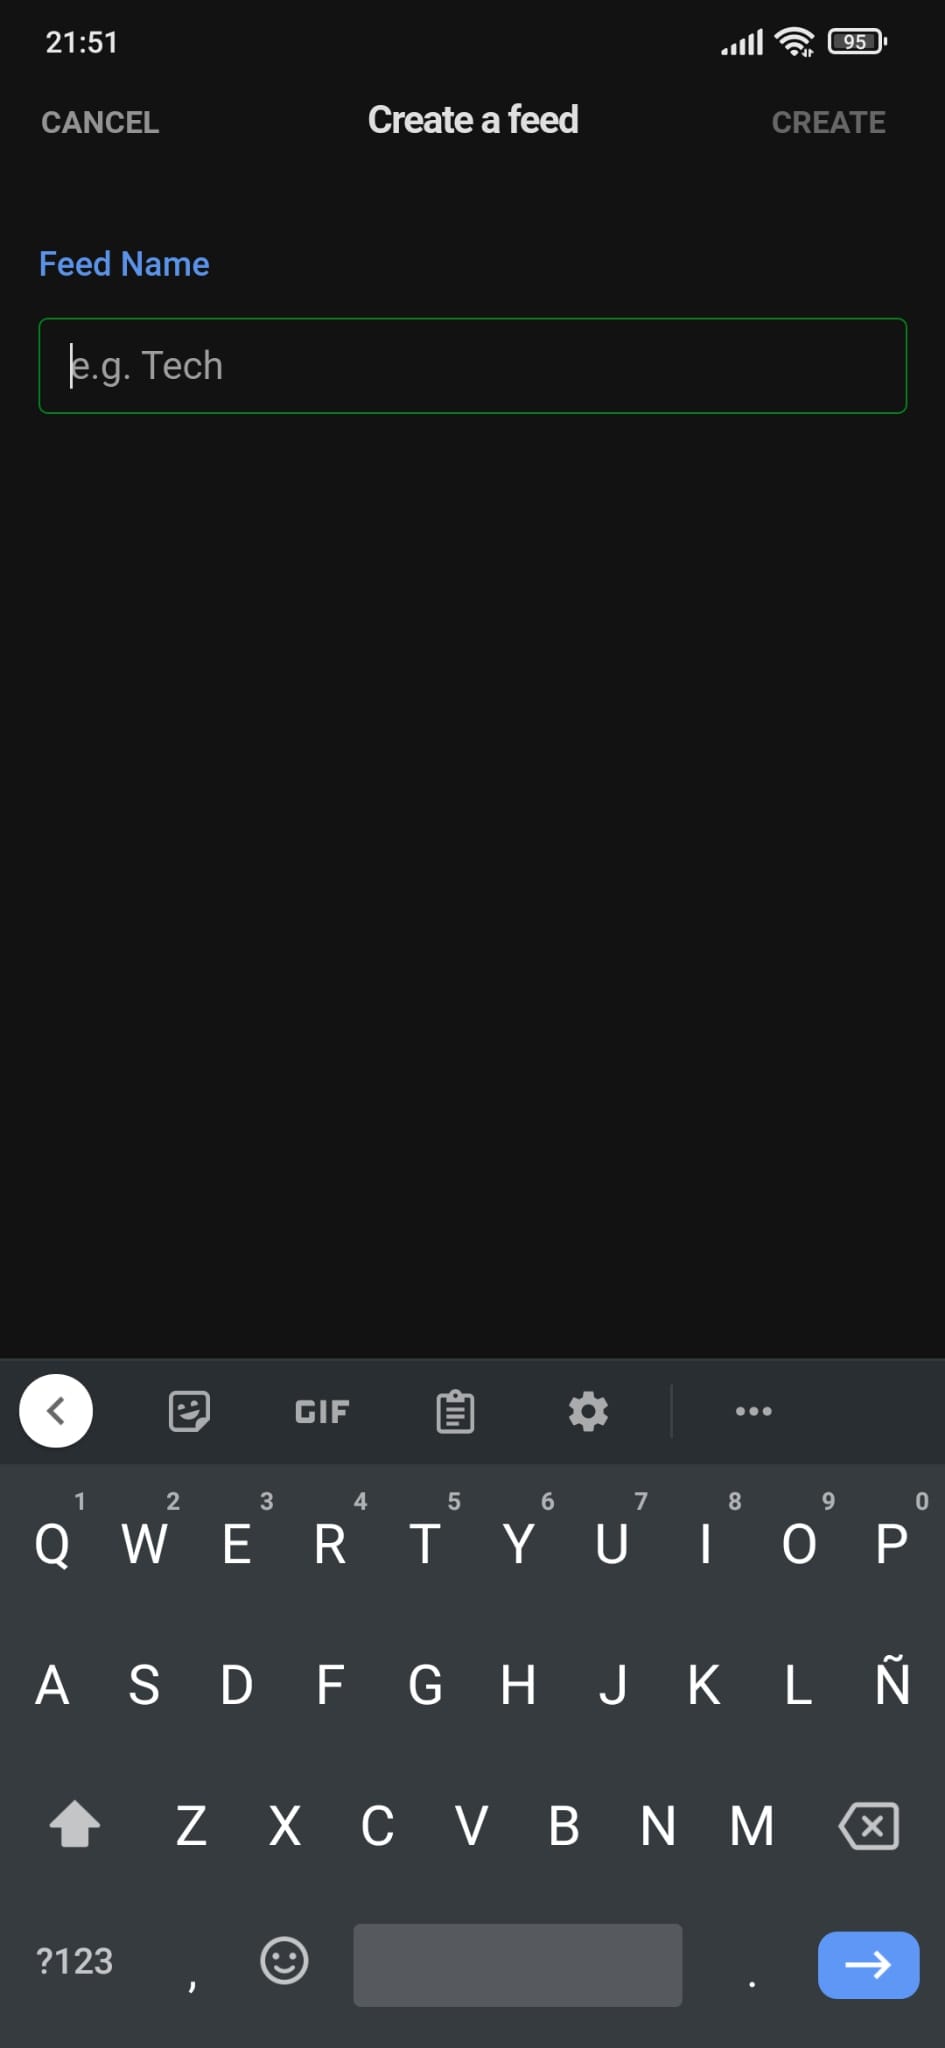 21:51 95
CANCEL Create a feed CREATE
Feed Name
e.g. Tech
GIF
1 2 3 4 5 6 7 8 9 0
Q W E R T Y U I O P
A S D F G H J K L Ñ
Z X C V B N M
?123 , .